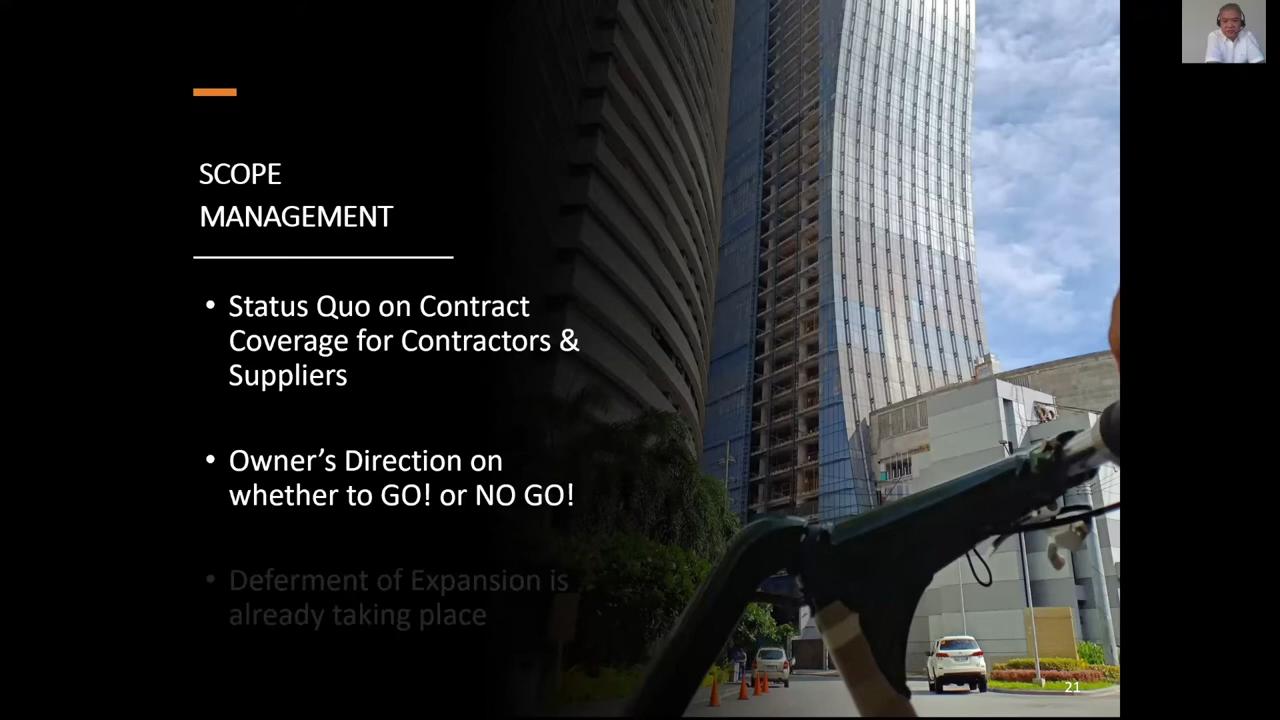 SCOPE
MANAGEMENT
• Status Quo on Contract
Coverage for Contractors &
Suppliers
• Owner’s Direction on
whether to GO! or NO GO!
• Deferment of Expansion is
already taking place
21